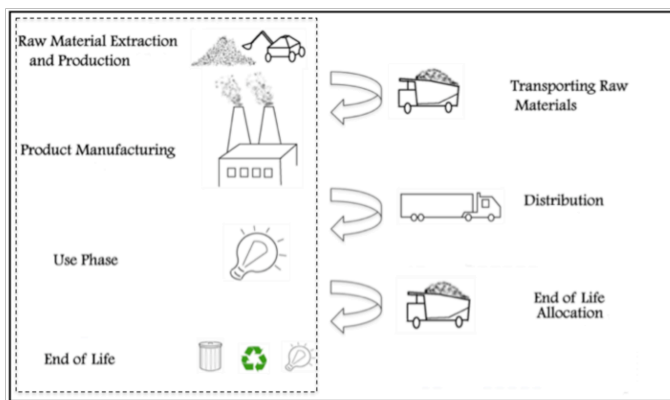 Raw Material Extraction
and Production
Transporting Raw
Materials
Product Manufacturing
Distribution
Use Phase
End of Life
Allocation
End of Life